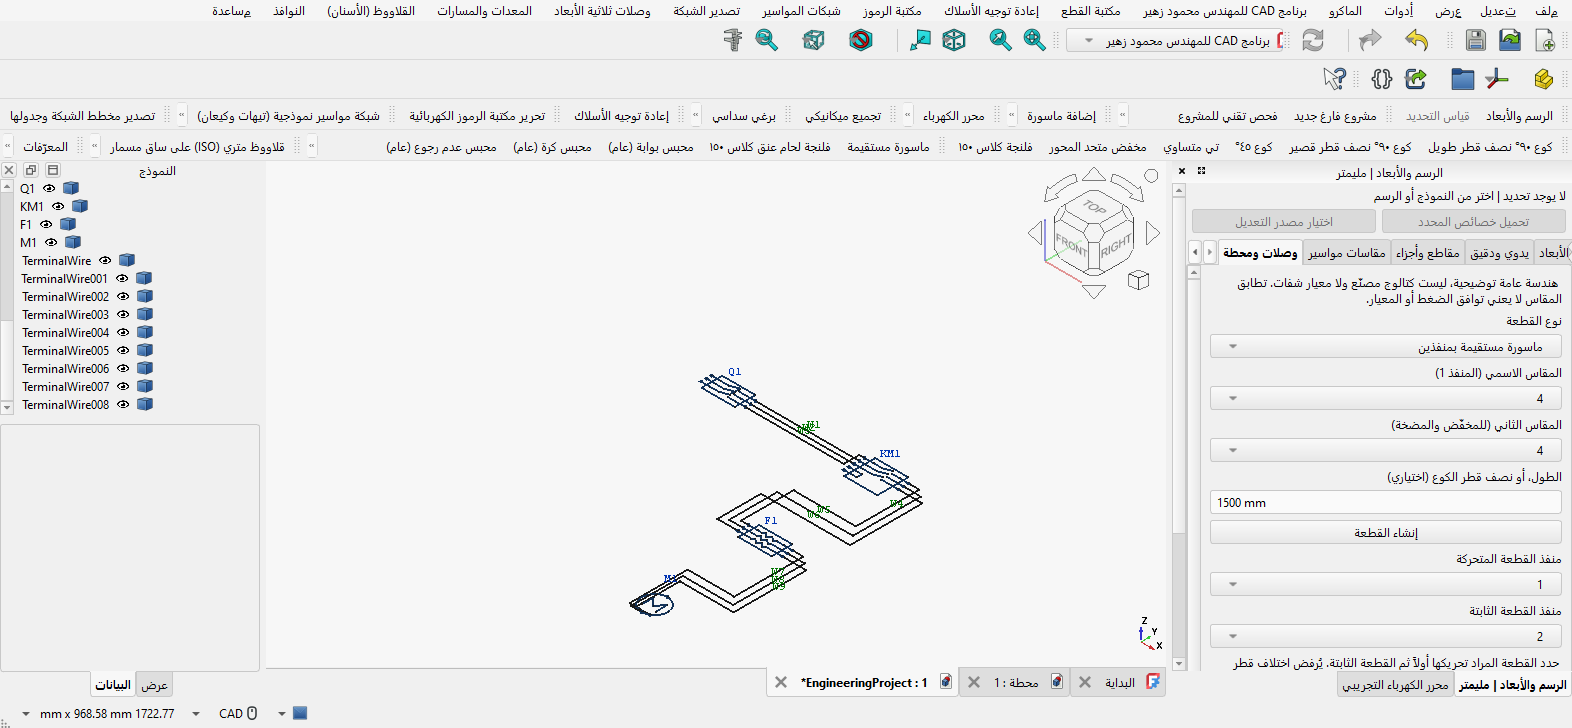 ملف تعديل عرض أدوات الماكرو برنامج CAD للمهندس محمود زهير مكتبة القطع إعادة توجيه الأسلاك مكتبة الرموز شبكات المواسير تصدير الشبكة وصلات ثلاثية الأبعاد المعدات والمسارات القلاووظ (الأسنان) النوافذ مساعدة
برنامج CAD للمهندس محمود زهير
الرسم والأبعاد قياس التحديد مشروع فارغ جديد فحص تقني للمشروع
إضافة ماسورة محرر الكهرباء تجميع ميكانيكي برغي سداسي إعادة توجيه الأسلاك تحرير مكتبة الرموز الكهربائية شبكة مواسير نموذجية (تيهات وكيعان) تصدير مخطط الشبكة وجدولها
كوع ٩٠° نصف قطر طويل كوع ٩٠° نصف قطر قصير كوع ٤٥° تي متساوي مخفض متحد المحور فلنجة كلاس ١٥٠ ماسورة مستقيمة فلنجة لحام عنق كلاس ١٥٠ محبس بوابة (عام) محبس كرة (عام) محبس عدم رجوع (عام) قلاووظ متري (ISO) على ساق مسمار المعرّفات
النموذج
Q1
KM1
F1
M1
TerminalWire
TerminalWire001
TerminalWire002
TerminalWire003
TerminalWire004
TerminalWire005
TerminalWire006
TerminalWire007
TerminalWire008
عرض البيانات
TOP
FRONT
RIGHT
Q1
KM1
W4
W5
F1
M1
Z
Y
X
الرسم والأبعاد | مليمتر
لا يوجد تحديد | اختر من النموذج أو الرسم
تحميل خصائص المحدد اختيار مصدر التعديل
الأبعاد يدوي ودقيق مقاطع وأجزاء مقاسات مواسير وصلات ومحطة
هندسة عامة توضيحية، ليست كتالوج مصنّع ولا معيار شفات. تطابق
المقاس لا يعني توافق الضغط أو المعيار.
نوع القطعة
ماسورة مستقيمة بمنفذين
المقاس الاسمي (المنفذ 1)
4
المقاس الثاني (للمخفّض والمضخة)
4
الطول، أو نصف قطر الكوع (اختياري)
1500 mm
إنشاء القطعة
منفذ القطعة المتحركة
1
منفذ القطعة الثابتة
2
حدد القطعة المراد تحريكها أولاً ثم القطعة الثابتة. يُرفض اختلاف قطر
الرسم والأبعاد | مليمتر محرر الكهرباء التجريبي
البداية محطة : 1 EngineeringProject : 1*
CAD 1722.77 mm x 968.58 mm